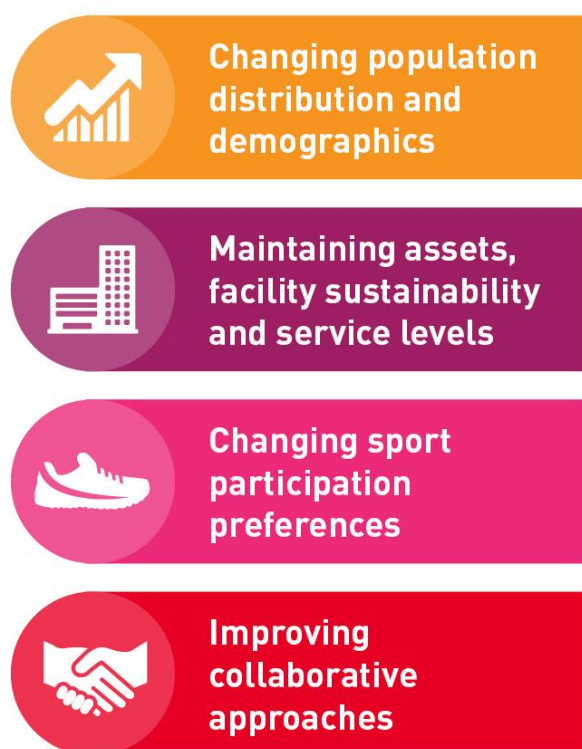 Changing population
distribution and
demographics
Maintaining assets,
facility sustainability
and service levels
Changing sport
participation
preferences
Improving
collaborative
approaches